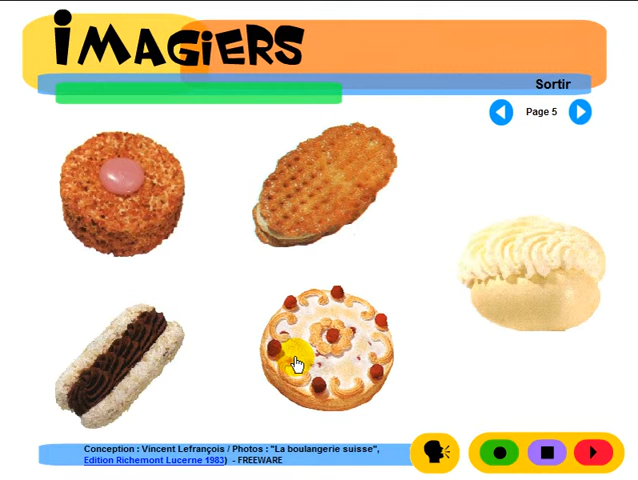 iMAGiERS
Sortir
Page 5
Conception : Vincent Lefrançois / Photos : "La boulangerie suisse",
Edition Richemont Lucerne 1983) - FREEWARE